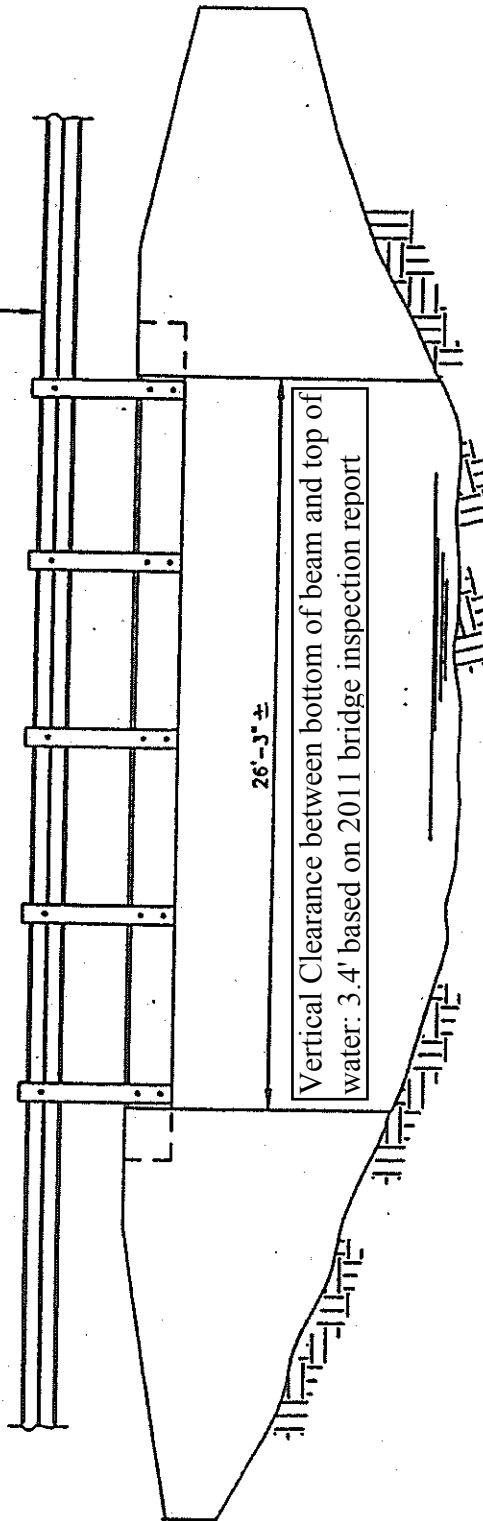 26'-3" ±
Vertical Clearance between bottom of beam and top of
water: 3.4' based on 2011 bridge inspection report